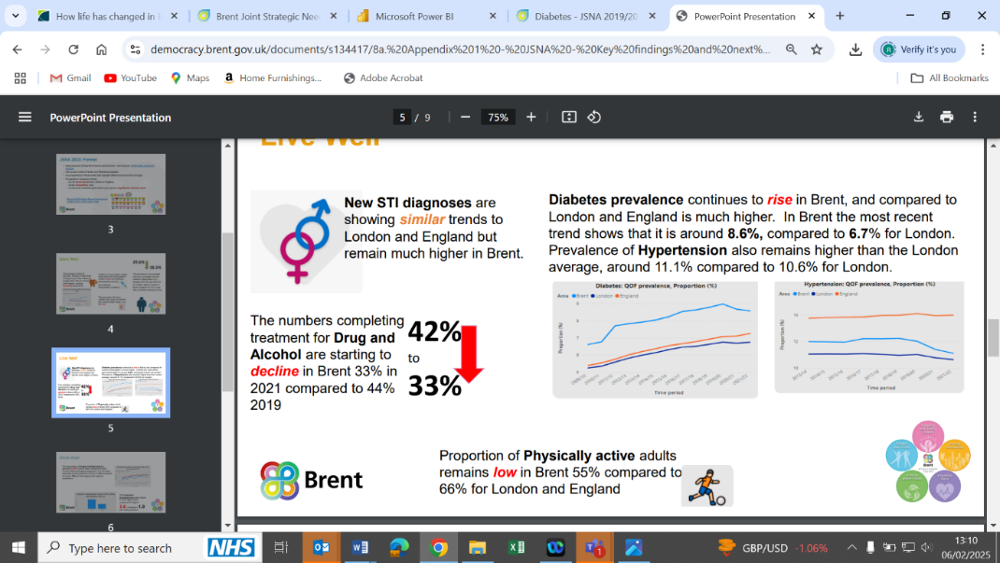 How life has changed in E
Brent Joint Strategic Nee
Microsoft Power BI
Diabetes - JSNA 2019/20
PowerPoint Presentation
democracy.brent.gov.uk/documents/s134417/8a.%20Appendix%201%20-%20JSNA%20-%20Key%20findings%20and%20next%...
Verify it's you
Gmail
YouTube
Maps
Home Furnishings...
Adobe Acrobat
All Bookmarks
PowerPoint Presentation
5 / 9
75%
3
4
5
6
Live Well
New STI diagnoses are
showing similar trends to
London and England but
remain much higher in Brent.
The numbers completing
treatment for Drug and
Alcohol are starting to
decline in Brent 33% in
2021 compared to 44%
2019
42%
to
33%
Diabetes prevalence continues to rise in Brent, and compared to
London and England is much higher. In Brent the most recent
trend shows that it is around 8.6%, compared to 6.7% for London.
Prevalence of Hypertension also remains higher than the London
average, around 11.1% compared to 10.6% for London.
Diabetes: QOF prevalence, Proportion (%)
Area Brent London England
Proportion (%)
Time period
Hypertension: QOF prevalence, Proportion (%)
Area Brent London England
Proportion (%)
Time period
Brent
Proportion of Physically active adults
remains low in Brent 55% compared to
66% for London and England
Type here to search
NHS
GBP/USD -1.06%
13:10
06/02/2025